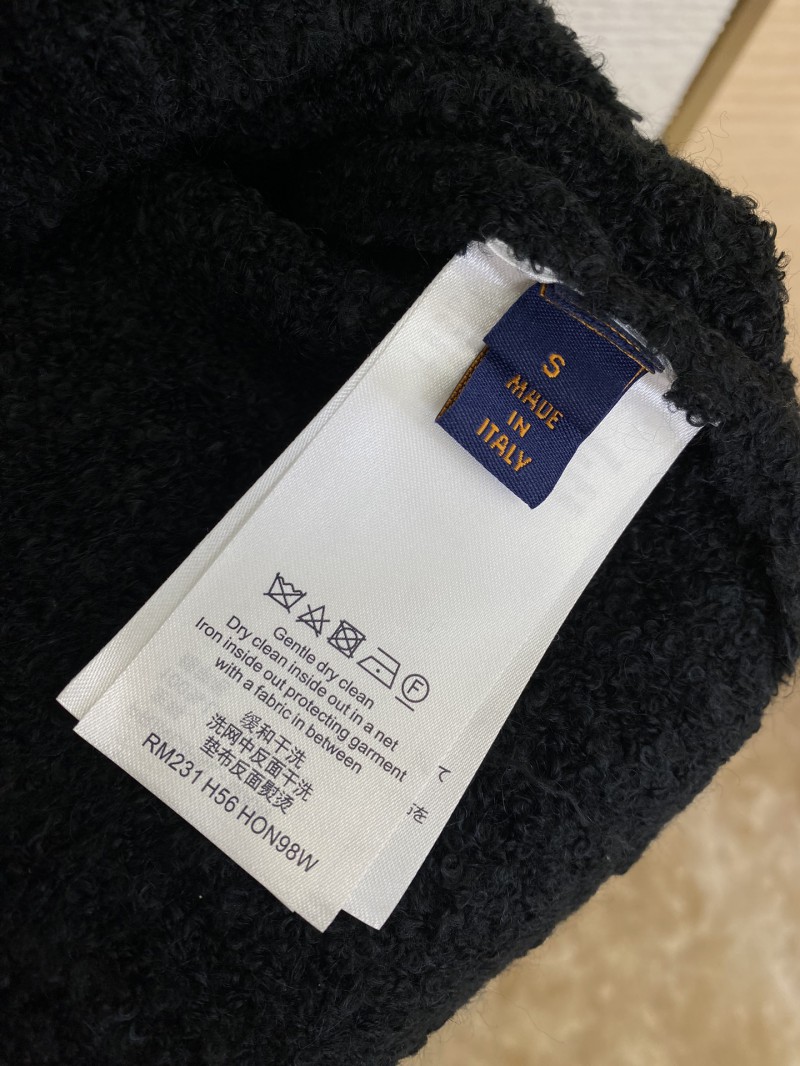 S
MADE
IN
ITALY
F
Gentle dry clean
Dry clean inside out in a net
Iron inside out protecting garment
with a fabric in between
缓和干洗
洗网中反面干洗
垫布反面熨烫
RM231 H56 HON98W
て
を